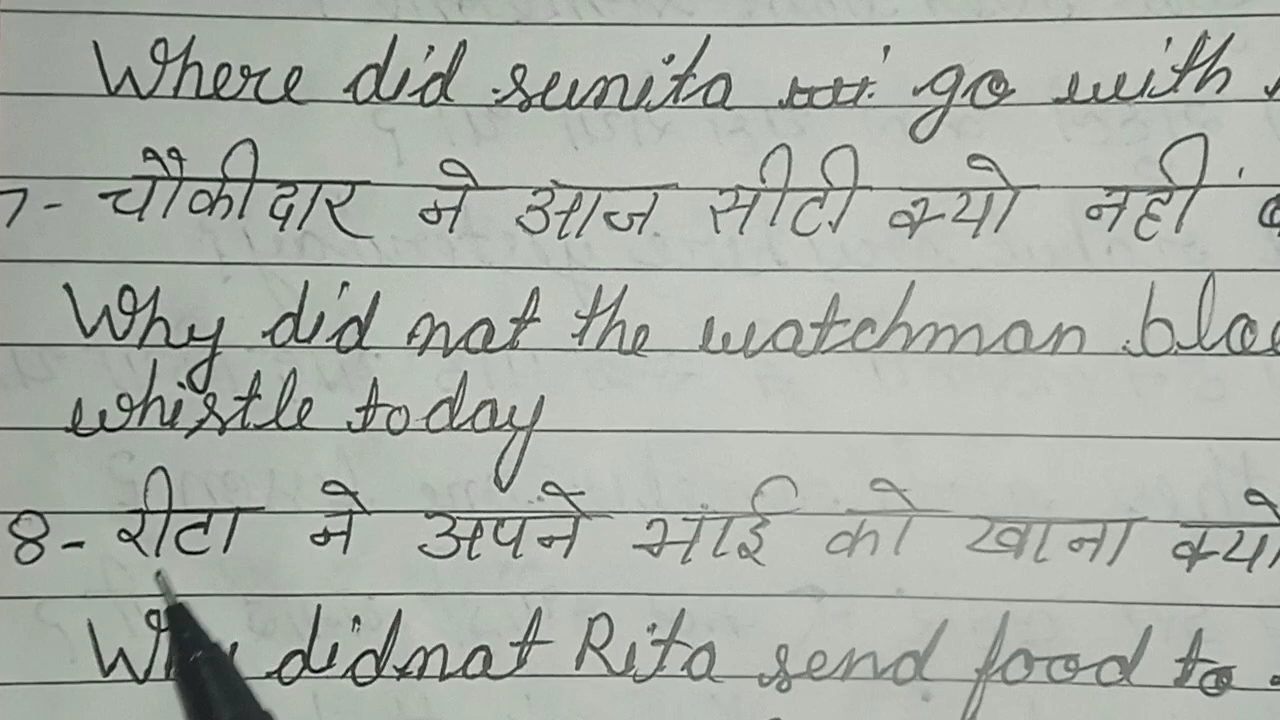 Where did sunita go with
7- चौकीदार ने आज सीटी क्यो नहीं
Why did not the watchman
whistle today
8- रीटा ने अपने भाई को खाना क्यो
didnot Rita send food to